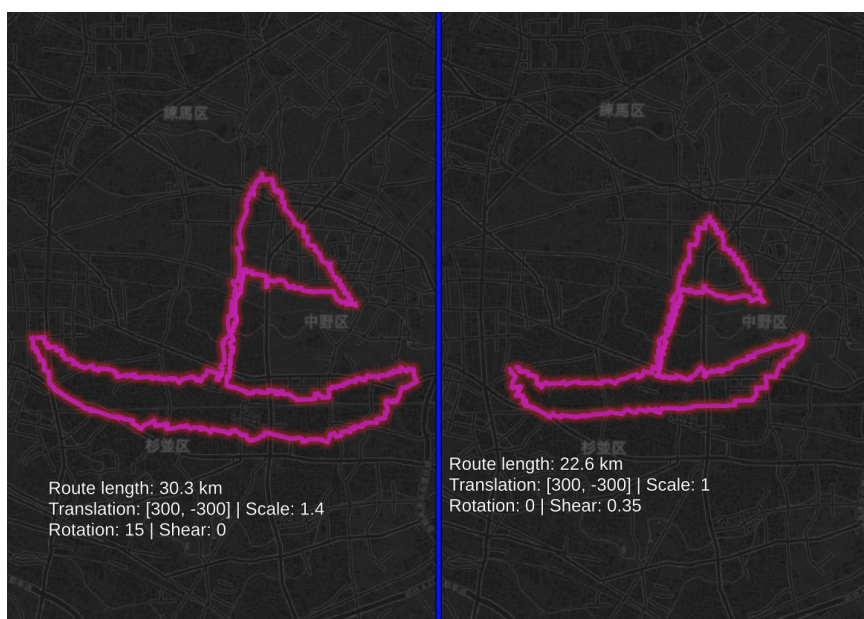 練馬区
中野区
杉並区
Route length: 30.3 km
Translation: [300, -300] | Scale: 1.4
Rotation: 15 | Shear: 0
練馬区
中野区
杉並区
Route length: 22.6 km
Translation: [300, -300] | Scale: 1
Rotation: 0 | Shear: 0.35